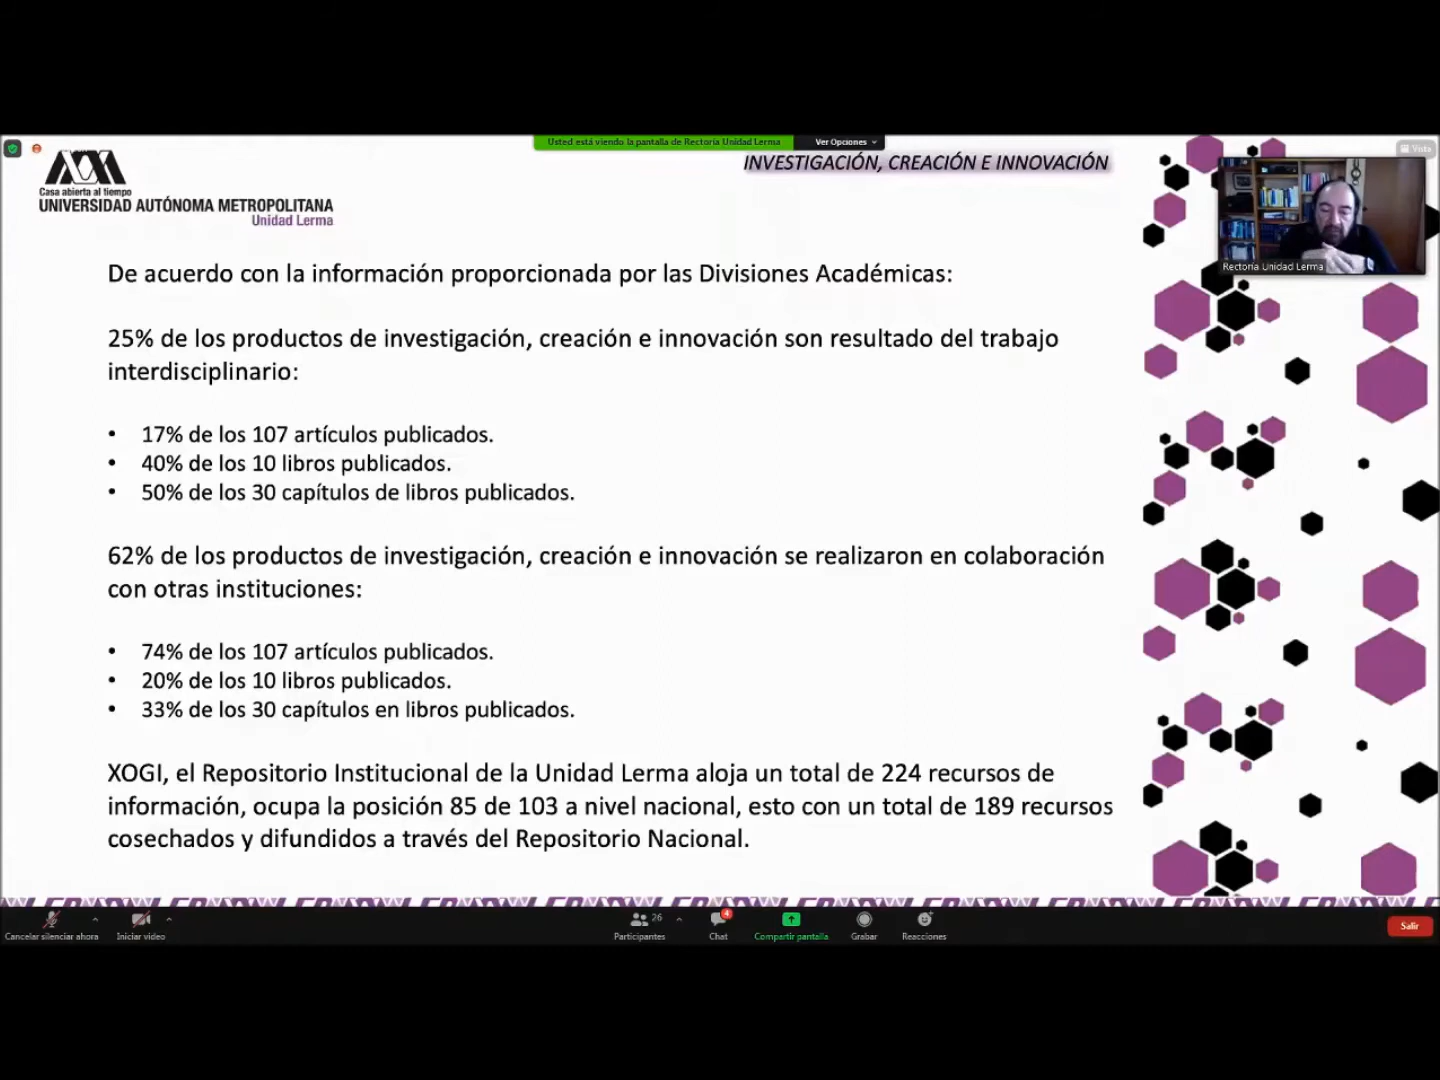 Usted está viendo la pantalla de Rectoría Unidad Lerma
Ver Opciones
Vista
INVESTIGACIÓN, CREACIÓN E INNOVACIÓN
Casa abierta al tiempo
UNIVERSIDAD AUTÓNOMA METROPOLITANA
Unidad Lerma
Rectoría Unidad Lerma
De acuerdo con la información proporcionada por las Divisiones Académicas:
25% de los productos de investigación, creación e innovación son resultado del trabajo
interdisciplinario:
• 17% de los 107 artículos publicados.
• 40% de los 10 libros publicados.
• 50% de los 30 capítulos de libros publicados.
62% de los productos de investigación, creación e innovación se realizaron en colaboración
con otras instituciones:
• 74% de los 107 artículos publicados.
• 20% de los 10 libros publicados.
• 33% de los 30 capítulos en libros publicados.
XOGI, el Repositorio Institucional de la Unidad Lerma aloja un total de 224 recursos de
información, ocupa la posición 85 de 103 a nivel nacional, esto con un total de 189 recursos
cosechados y difundidos a través del Repositorio Nacional.
26
4
Cancelar silenciar ahora
Iniciar video
Participantes
Chat
Compartir pantalla
Grabar
Reacciones
Salir